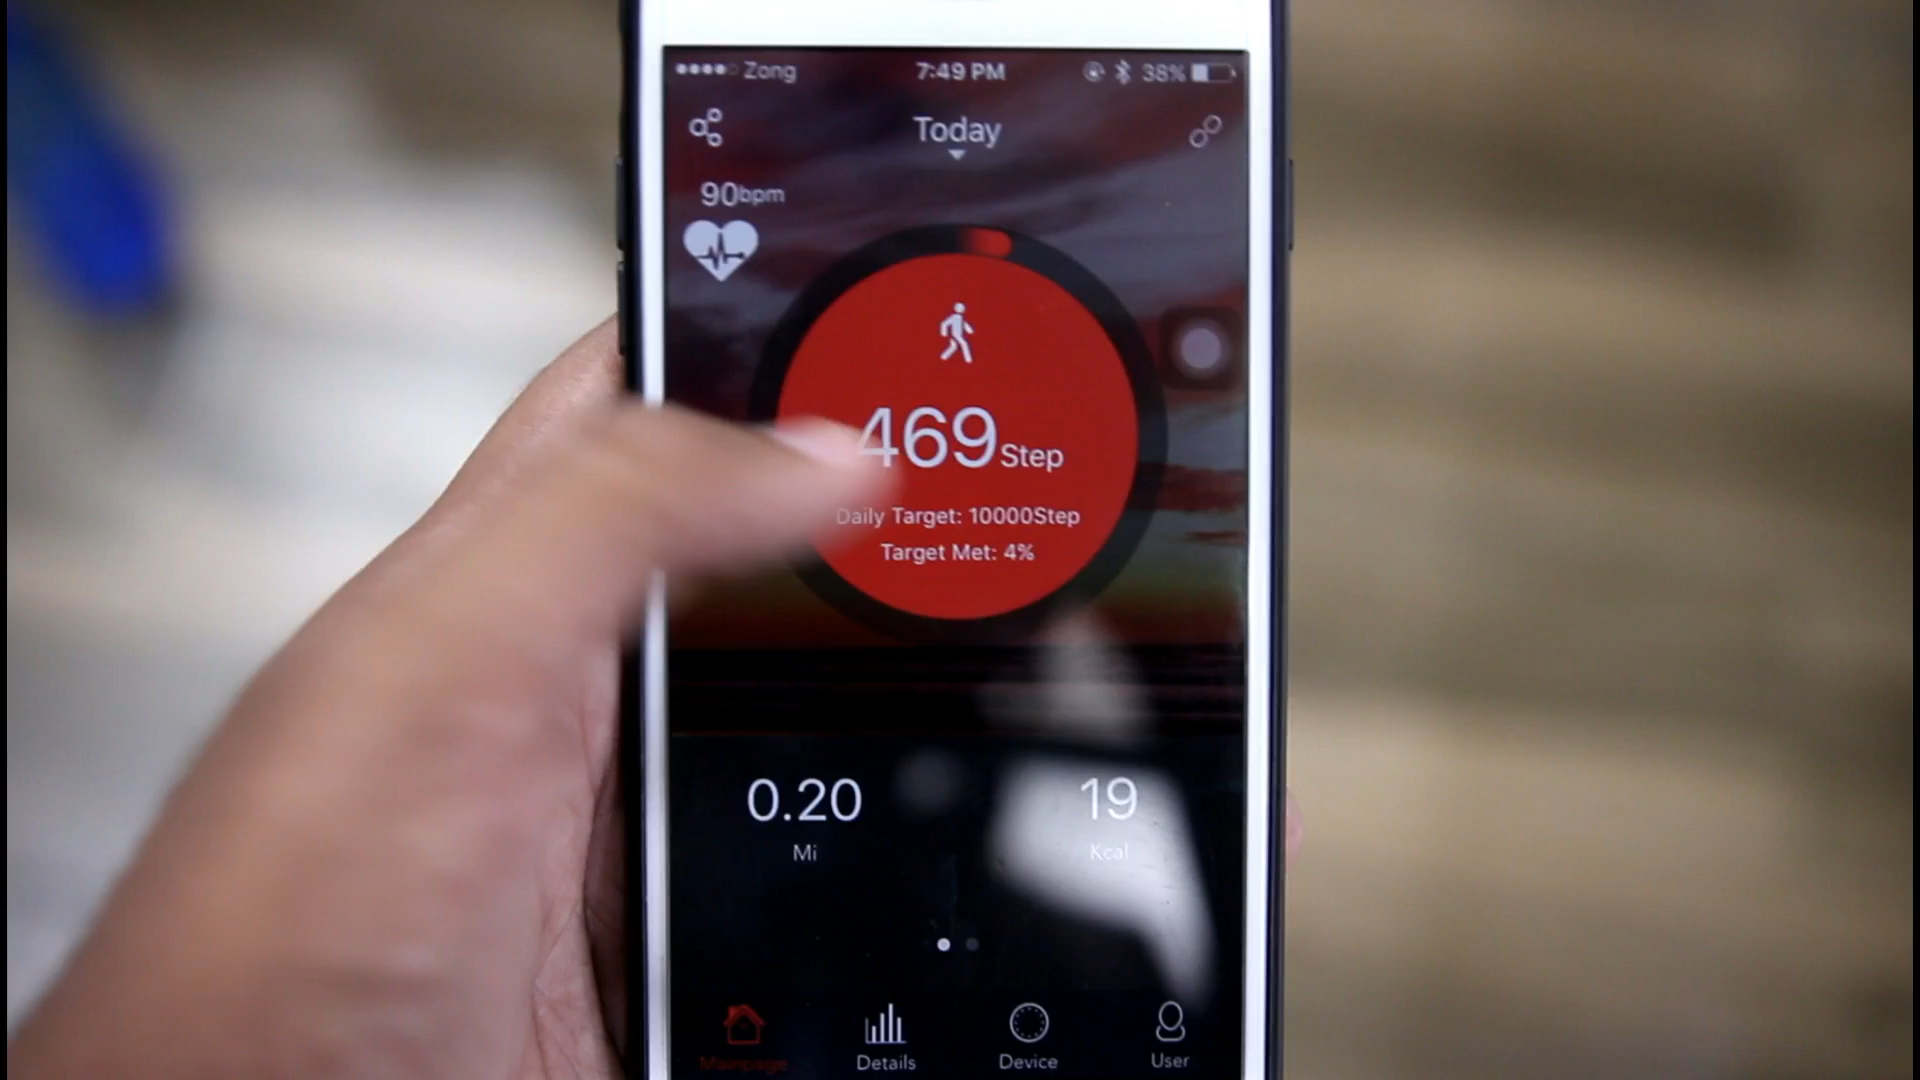 Zong 7:49 PM 38%
Today
90bpm
469Step
Daily Target: 10000Step
Target Met: 4%
0.20 19
Mi Kcal
Mainpage Details Device User